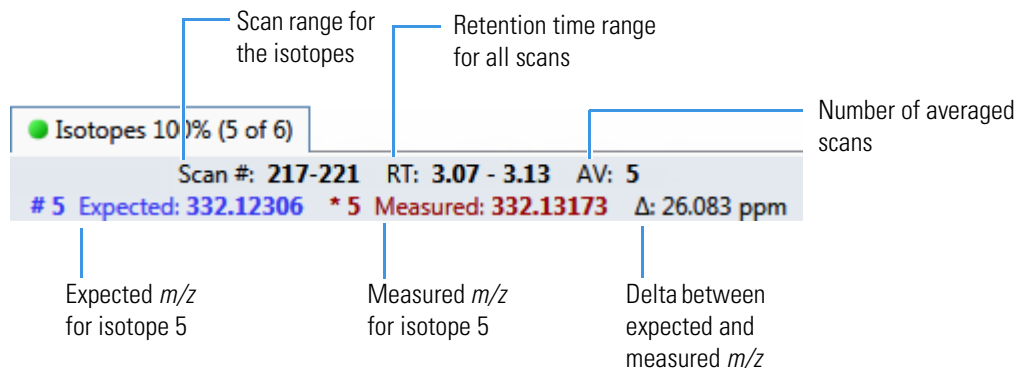 Scan range for
the isotopes
Retention time range
for all scans
Number of averaged
scans
Isotopes 100% (5 of 6)
Scan #: 217-221 RT: 3.07 - 3.13 AV: 5
# 5 Expected: 332.12306 * 5 Measured: 332.13173 Δ: 26.083 ppm
Expected m/z
for isotope 5
Measured m/z
for isotope 5
Delta between
expected and
measured m/z